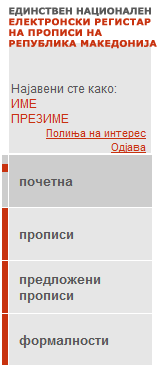 ЕДИНСТВЕН НАЦИОНАЛЕН
ЕЛЕКТРОНСКИ РЕГИСТАР
НА ПРОПИСИ НА
РЕПУБЛИКА МАКЕДОНИЈА
Најавени сте како:
ИМЕ
ПРЕЗИМЕ
Полиња на интерес
Одјава
почетна
прописи
предложени
прописи
формалности